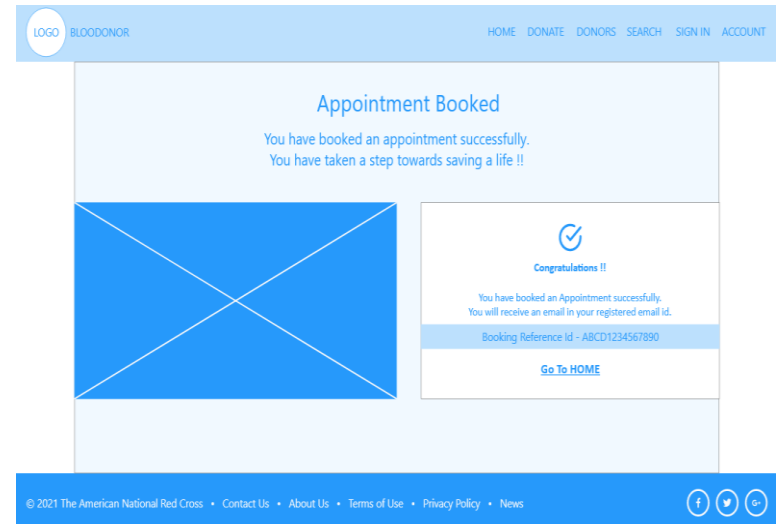 LOGO BLOODONOR HOME DONATE DONORS SEARCH SIGN IN ACCOUNT
Appointment Booked
You have booked an appointment successfully.
You have taken a step towards saving a life !!
Congratulations !!
You have booked an Appointment successfully.
You will receive an email in your registered email id.
Booking Reference Id - ABCD1234567890
Go To HOME
© 2021 The American National Red Cross • Contact Us • About Us • Terms of Use • Privacy Policy • News